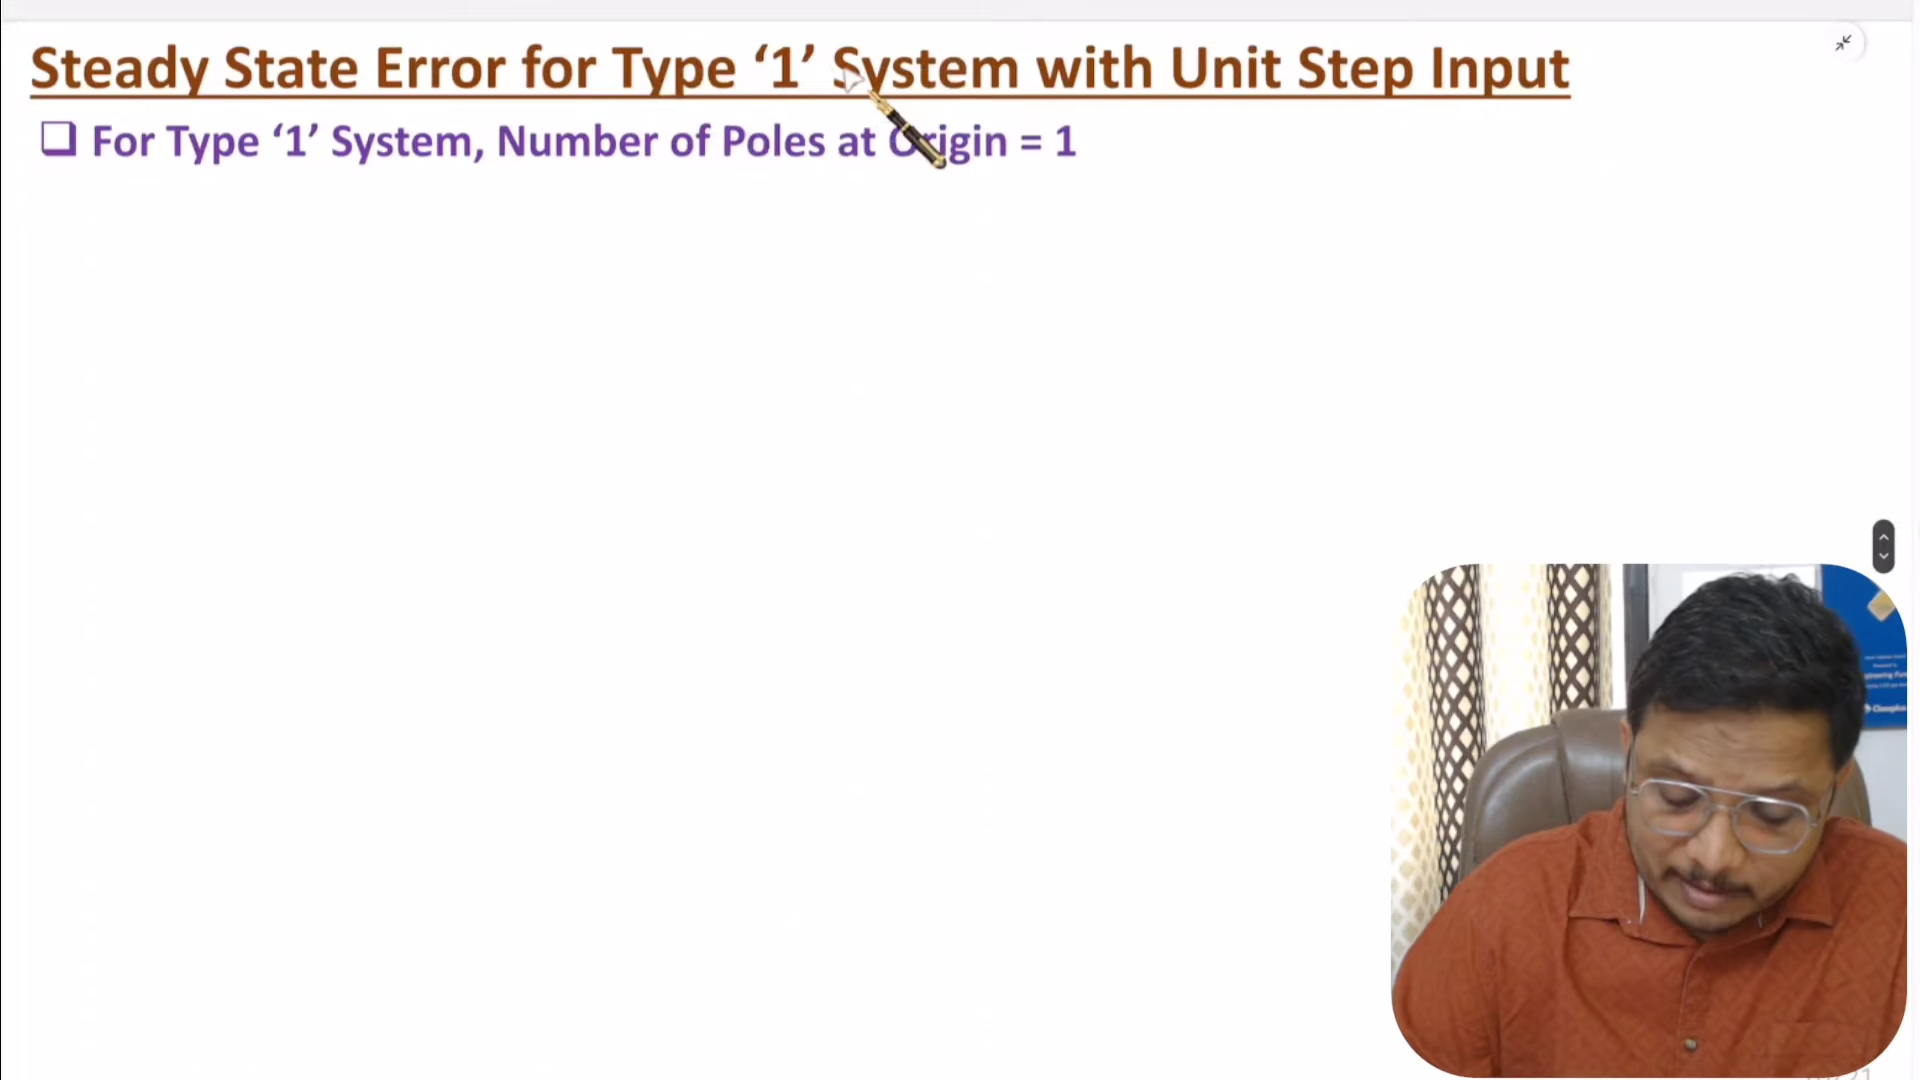 Steady State Error for Type ‘1’ System with Unit Step Input
❑ For Type ‘1’ System, Number of Poles at Origin = 1